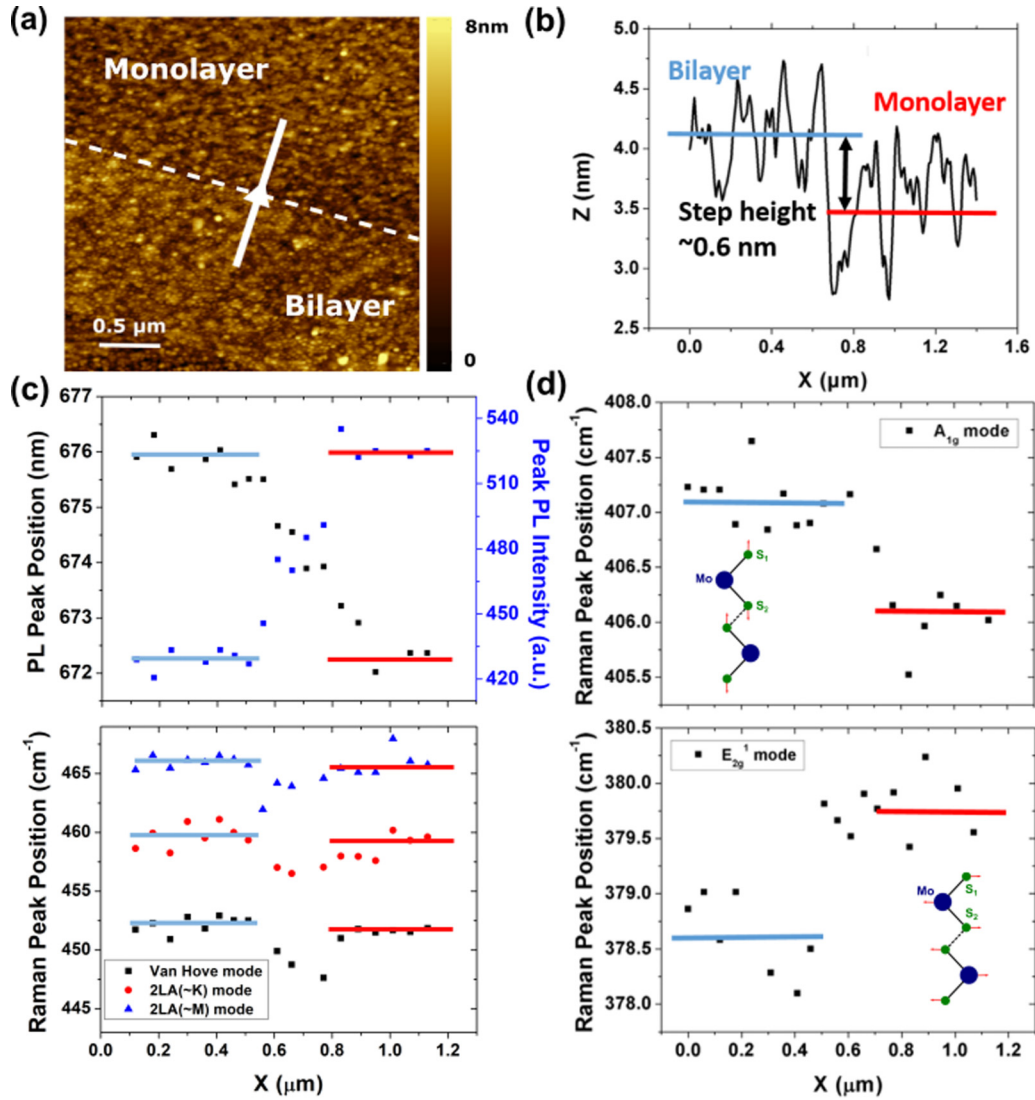 (a)
8nm
Monolayer
Bilayer
0.5 μm
0
(b)
5.0
4.5
4.0
3.5
3.0
2.5
Z (nm)
Bilayer
Monolayer
Step height
~0.6 nm
0.0 0.4 0.8 1.2 1.6
X (μm)
(c)
677
676
675
674
673
672
PL Peak Position (nm)
540
510
480
450
420
Peak PL Intensity (a.u.)
465
460
455
450
445
Raman Peak Position (cm⁻¹)
Van Hove mode
2LA(~K) mode
2LA(~M) mode
0.0 0.2 0.4 0.6 0.8 1.0 1.2
X (μm)
(d)
408.0
407.5
407.0
406.5
406.0
405.5
Raman Peak Position (cm⁻¹)
A1g mode
S1
Mo
S2
380.5
380.0
379.5
379.0
378.5
378.0
Raman Peak Position (cm⁻¹)
E2g¹ mode
Mo
S1
S2
0.0 0.2 0.4 0.6 0.8 1.0 1.2
X (μm)